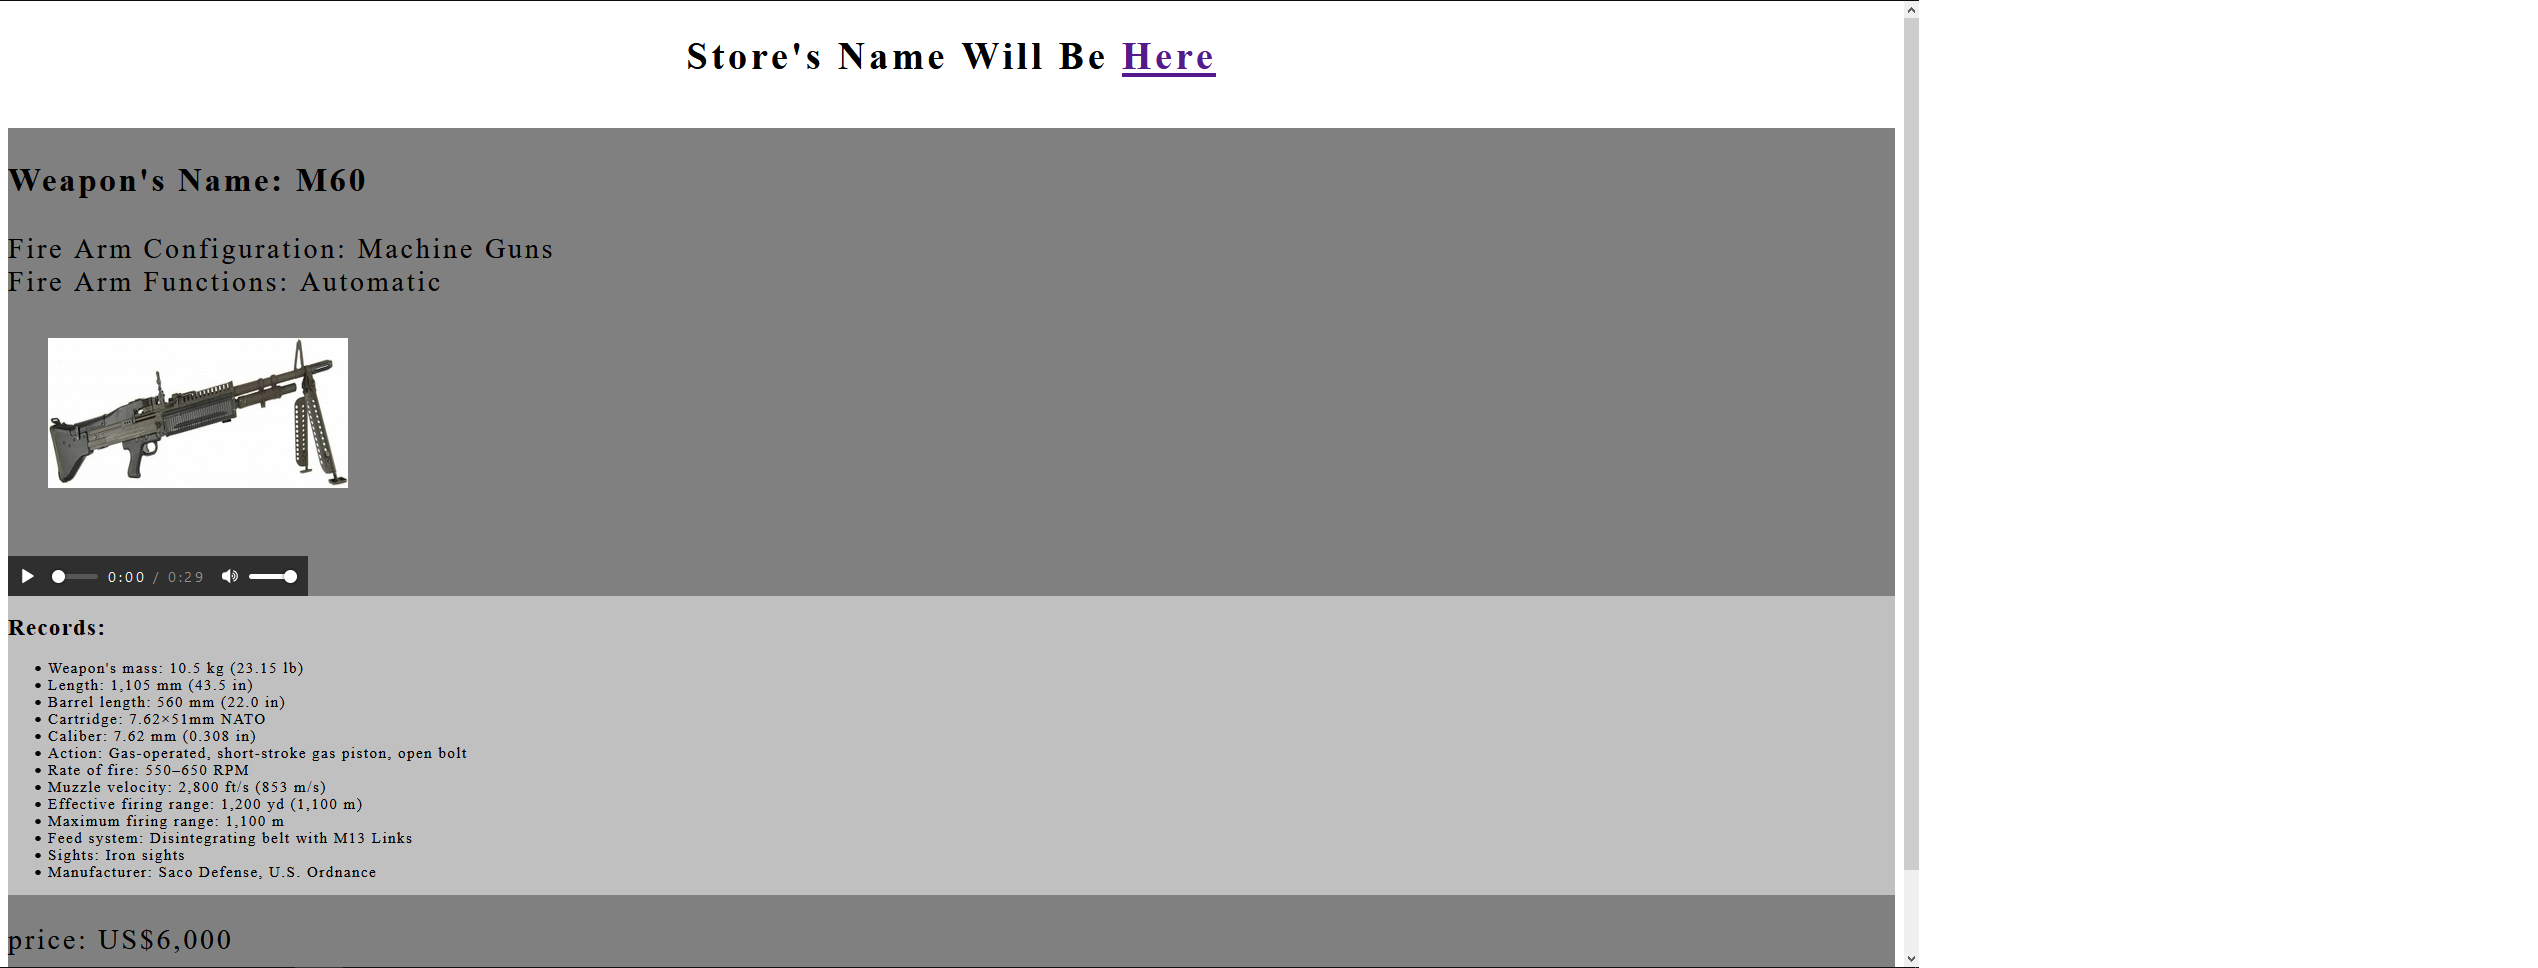 Store's Name Will Be Here
Weapon's Name: M60
Fire Arm Configuration: Machine Guns
Fire Arm Functions: Automatic
0:00 / 0:29
Records:
• Weapon's mass: 10.5 kg (23.15 lb)
• Length: 1,105 mm (43.5 in)
• Barrel length: 560 mm (22.0 in)
• Cartridge: 7.62×51mm NATO
• Caliber: 7.62 mm (0.308 in)
• Action: Gas-operated, short-stroke gas piston, open bolt
• Rate of fire: 550–650 RPM
• Muzzle velocity: 2,800 ft/s (853 m/s)
• Effective firing range: 1,200 yd (1,100 m)
• Maximum firing range: 1,100 m
• Feed system: Disintegrating belt with M13 Links
• Sights: Iron sights
• Manufacturer: Saco Defense, U.S. Ordnance
price: US$6,000